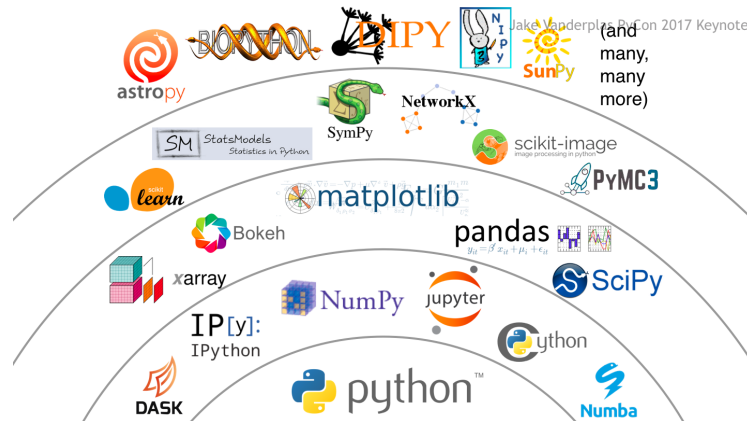 Jake Vanderplas PyCon 2017 Keynote
BIOPYTHON
DIPY
NIPY
SunPy
(and
many,
many
more)
astropy
SymPy
NetworkX
SM StatsModels
Statistics in Python
scikit-image
image processing in python
scikit
learn
PyMC3
matplotlib
Bokeh
pandas
xarray
SciPy
NumPy
jupyter
IP[y]:
IPython
Cython
DASK
python™
Numba